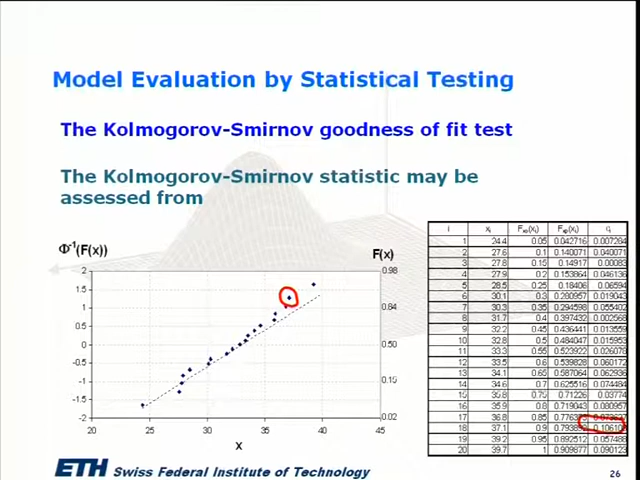 Model Evaluation by Statistical Testing
The Kolmogorov-Smirnov goodness of fit test
The Kolmogorov-Smirnov statistic may be
assessed from
Φ⁻¹(F(x)) F(x)
2 0.98
1.5
1 0.84
0.5
0 0.50
-0.5
-1 0.15
-1.5
-2 0.02
20 25 30 35 40 45
x
i xᵢ
1 24.4 0.05 0.042716 0.007284
2 27.6 0.1 0.140071 0.040071
3 27.8 0.15 0.14917 0.00083
4 27.9 0.2 0.153864 0.046136
5 28.5 0.25 0.18406 0.06594
6 30.1 0.3 0.280957 0.019043
7 30.3 0.35 0.294598 0.055402
8 31.7 0.4 0.397432 0.002568
9 32.2 0.45 0.436441 0.013559
10 0.5 0.484047 0.015953
11 33.3 0.55 0.523922 0.026078
12 33.5 0.6 0.539828 0.060172
13 34.1 0.65 0.587064 0.062936
14 34.6 0.7 0.625516 0.074484
15 35.8 0.75 0.71226 0.03774
16 35.9 0.8 0.719043 0.080957
17 36.8 0.85
18 37.1 0.9
19 39.2 0.95 0.892512 0.057488
20 39.7 1 0.909877 0.090123
ETH Swiss Federal Institute of Technology
26